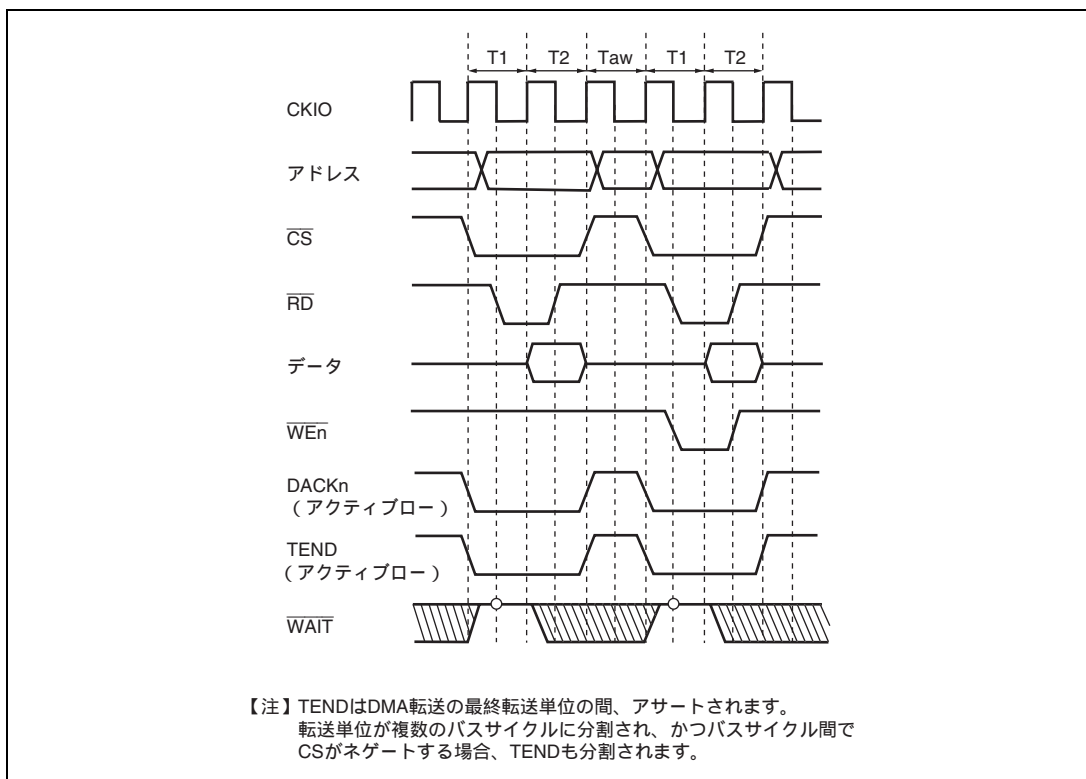 T1 T2 Taw T1 T2
CKIO
アドレス
CS
RD
データ
WEn
DACKn
(アクティブロー)
TEND
(アクティブロー)
WAIT
【注】TENDはDMA転送の最終転送単位の間、アサートされます。
転送単位が複数のバスサイクルに分割され、かつバスサイクル間で
CSがネゲートする場合、TENDも分割されます。